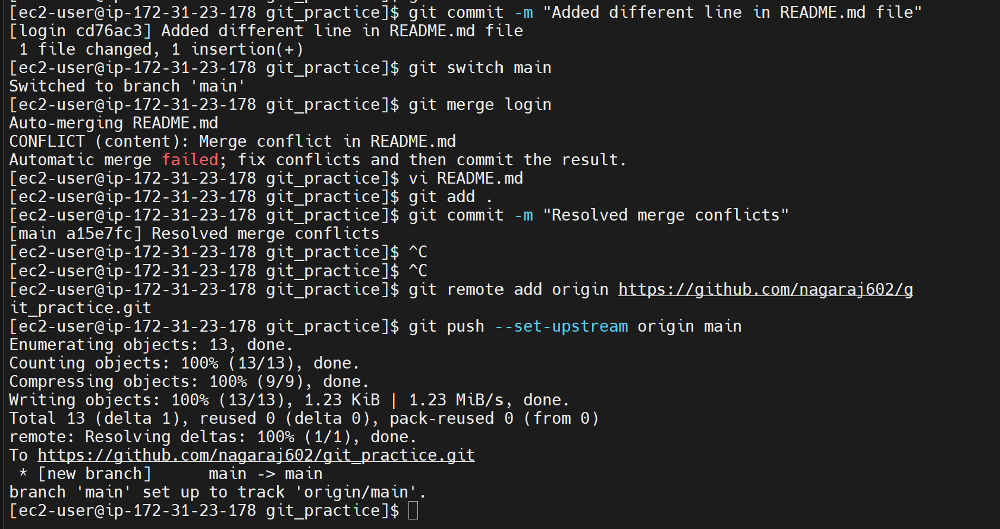 [ec2-user@ip-172-31-23-178 git_practice]$ git commit -m "Added different line in README.md file"
[login cd76ac3] Added different line in README.md file
 1 file changed, 1 insertion(+)
[ec2-user@ip-172-31-23-178 git_practice]$ git switch main
Switched to branch 'main'
[ec2-user@ip-172-31-23-178 git_practice]$ git merge login
Auto-merging README.md
CONFLICT (content): Merge conflict in README.md
Automatic merge failed; fix conflicts and then commit the result.
[ec2-user@ip-172-31-23-178 git_practice]$ vi README.md
[ec2-user@ip-172-31-23-178 git_practice]$ git add .
[ec2-user@ip-172-31-23-178 git_practice]$ git commit -m "Resolved merge conflicts"
[main a15e7fc] Resolved merge conflicts
[ec2-user@ip-172-31-23-178 git_practice]$ ^C
[ec2-user@ip-172-31-23-178 git_practice]$ ^C
[ec2-user@ip-172-31-23-178 git_practice]$ git remote add origin https://github.com/nagaraj602/g
it_practice.git
[ec2-user@ip-172-31-23-178 git_practice]$ git push --set-upstream origin main
Enumerating objects: 13, done.
Counting objects: 100% (13/13), done.
Compressing objects: 100% (9/9), done.
Writing objects: 100% (13/13), 1.23 KiB | 1.23 MiB/s, done.
Total 13 (delta 1), reused 0 (delta 0), pack-reused 0 (from 0)
remote: Resolving deltas: 100% (1/1), done.
To https://github.com/nagaraj602/git_practice.git
 * [new branch]      main -> main
branch 'main' set up to track 'origin/main'.
[ec2-user@ip-172-31-23-178 git_practice]$